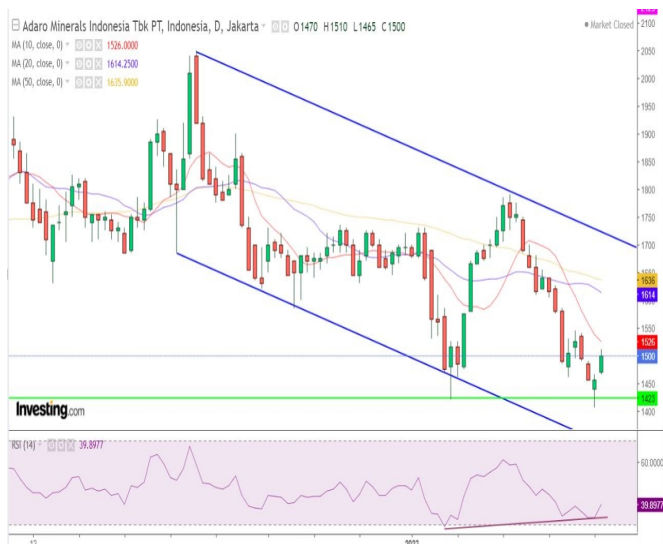 Adaro Minerals Indonesia Tbk PT, Indonesia, D, Jakarta O1470 H1510 L1465 C1500
Market Closed
MA (10, close, 0) 1526.0000
MA (20, close, 0) 1614.2500
MA (50, close, 0) 1635.9000
2100
2050
2000
1950
1900
1850
1800
1750
1700
1636
1614
1550
1526
1500
1450
1423
1400
Investing.com
RSI (14) 39.8977
60.0000
39.8977